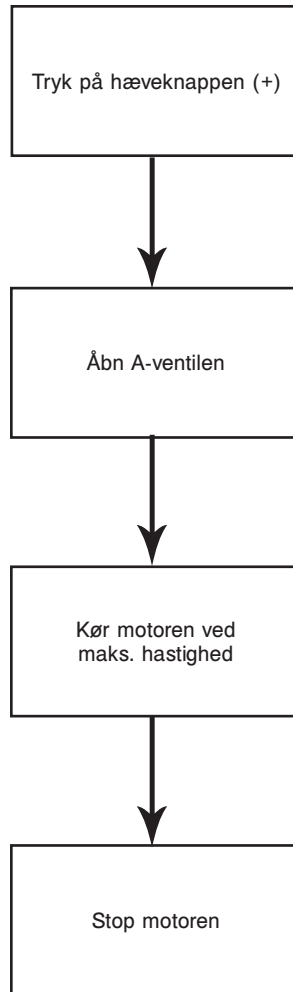 Tryk på hæveknappen (+)
Åbn A-ventilen
Kør motoren ved
maks. hastighed
Stop motoren